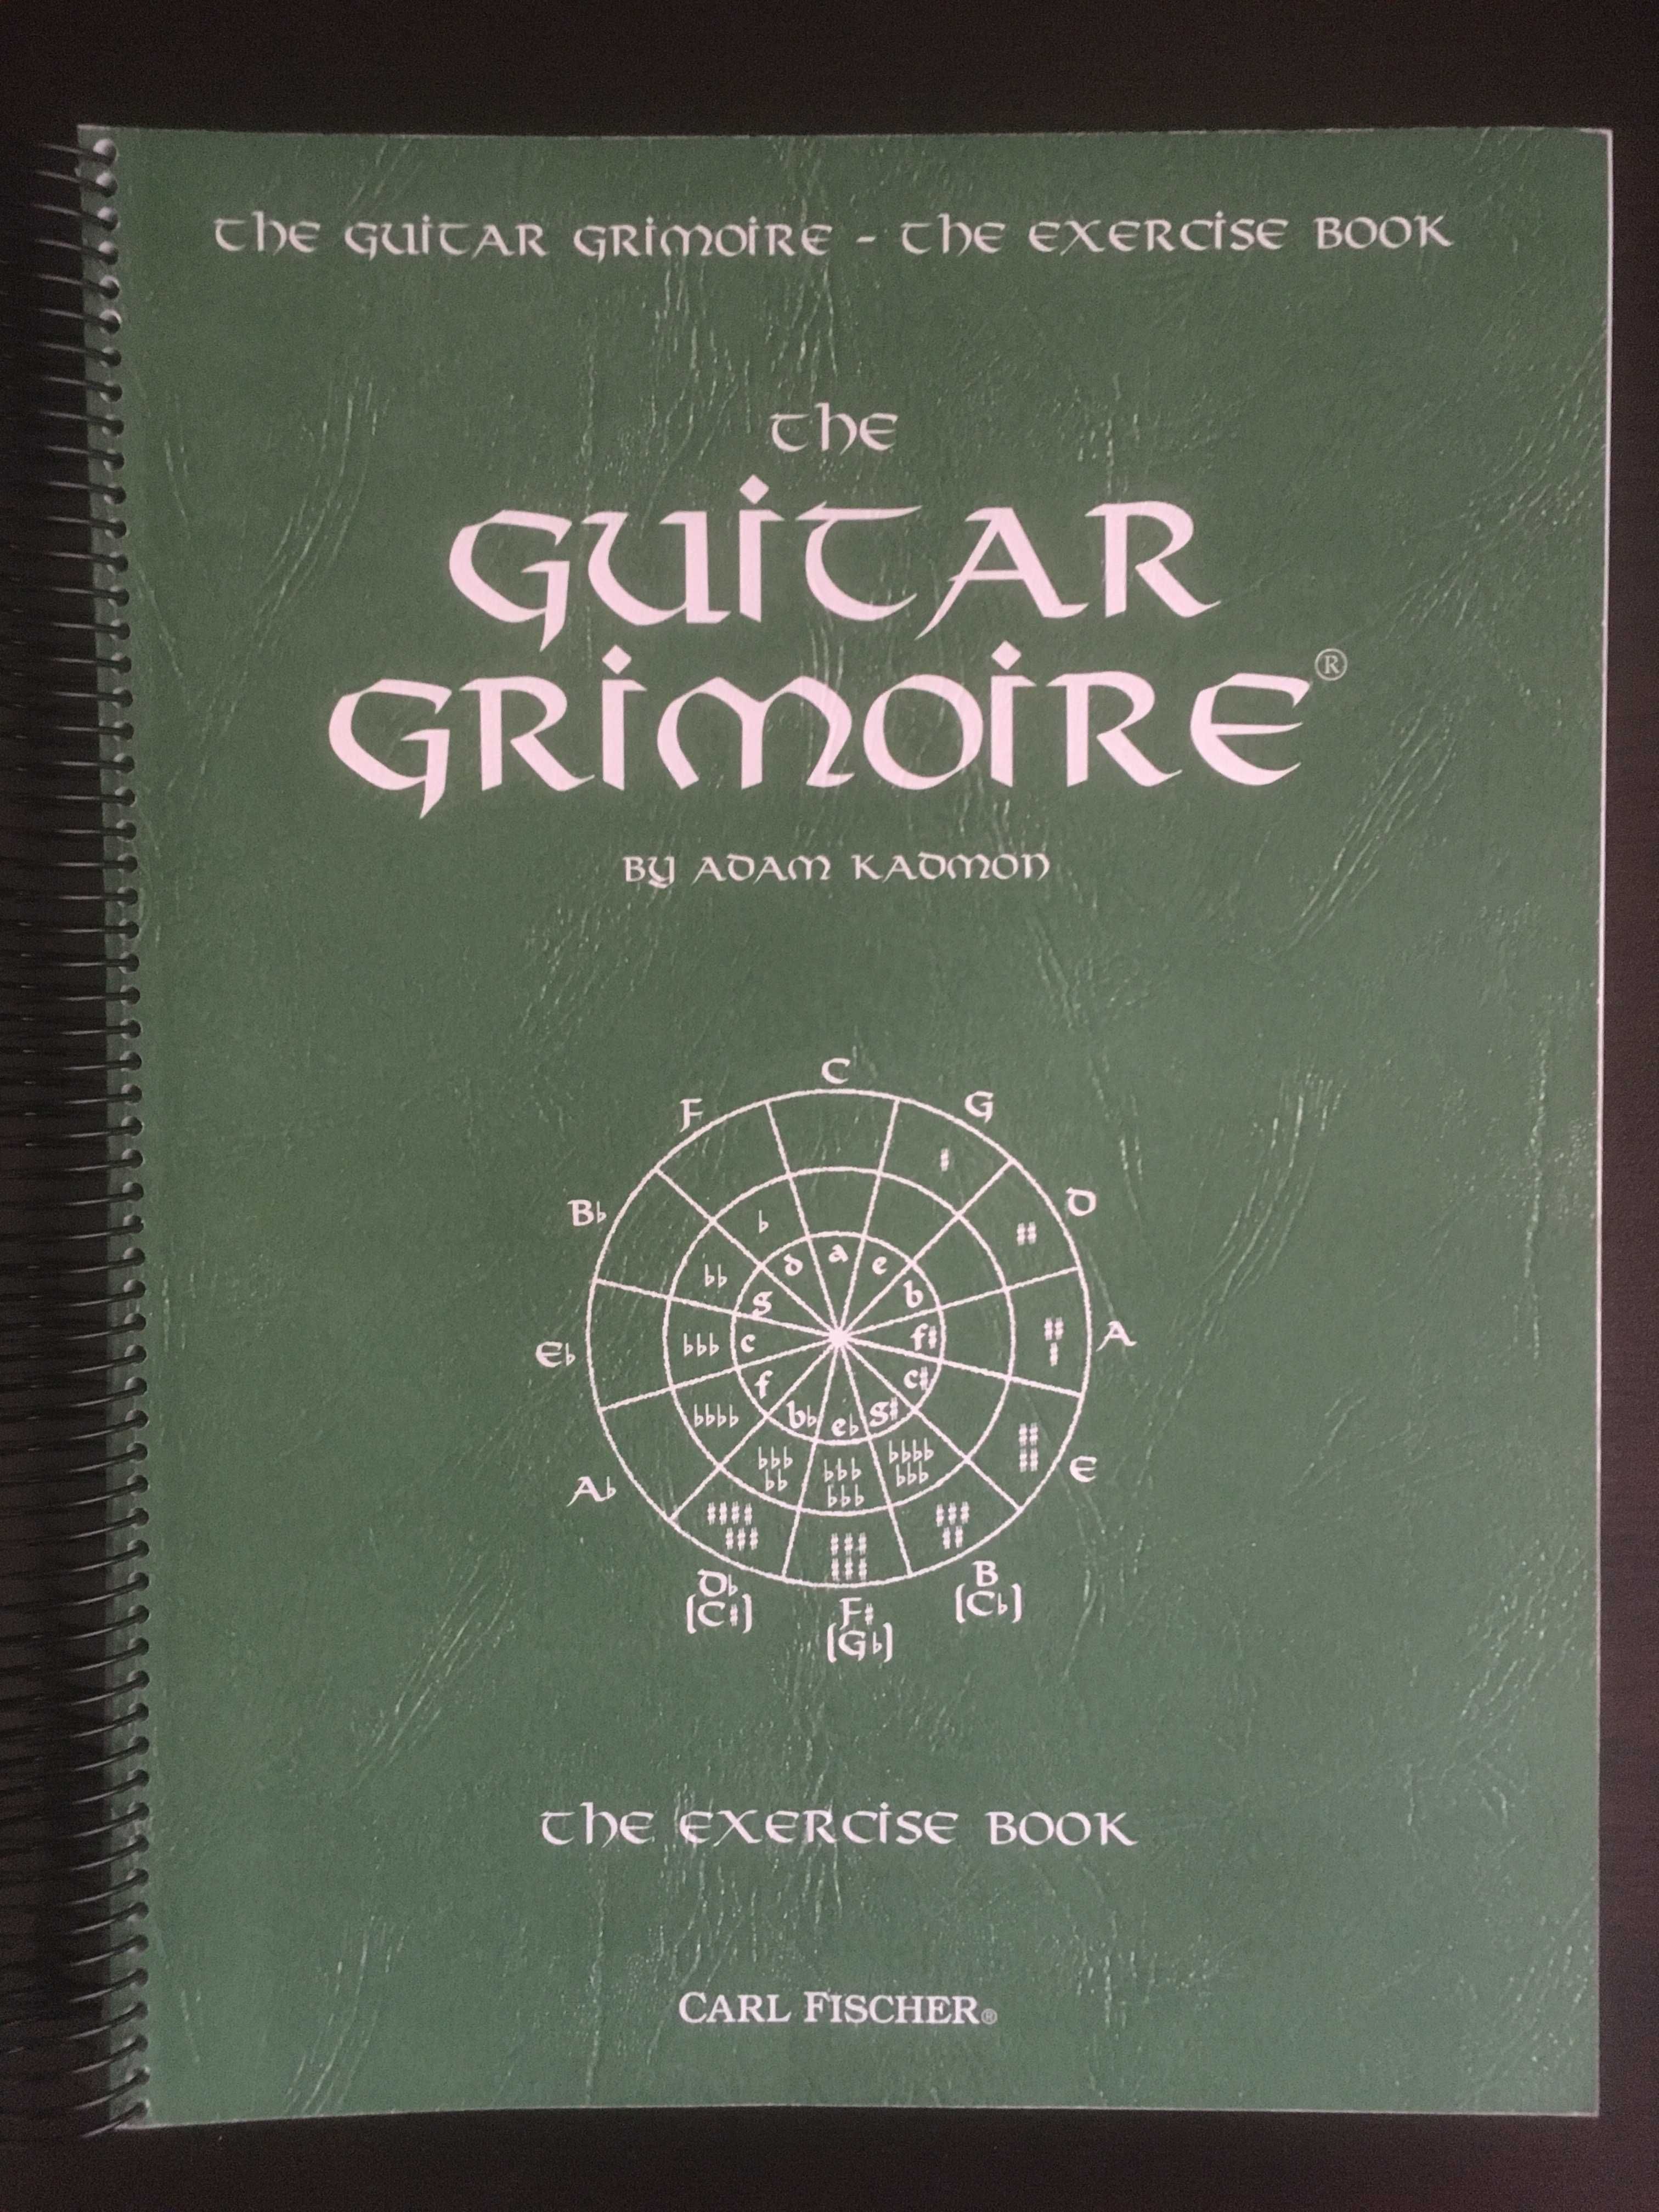 The Guitar Grimoire - The Exercise Book
The
Guitar
Grimoire®
By Adam Kadmon
C
F G
B♭ D
♯
♭ ♯♯
d a e
♭♭ b
g
E♭ ♭♭♭ c f♯ ♯♯♯ A
f c♯
♭♭♭♭ b♭ e♭ g♯
♭♭♭ ♭♭♭ ♭♭♭♭ ♯♯
♭♭ ♭♭♭ ♭♭♭ ♯♯ E
A♭
♯♯♯♯ ♯♯♯ ♯♯♯
♯♯♯ ♯♯♯ ♯♯
D♭ F♯ B
(C♯) (G♭) (C♭)
The Exercise Book
CARL FISCHER®